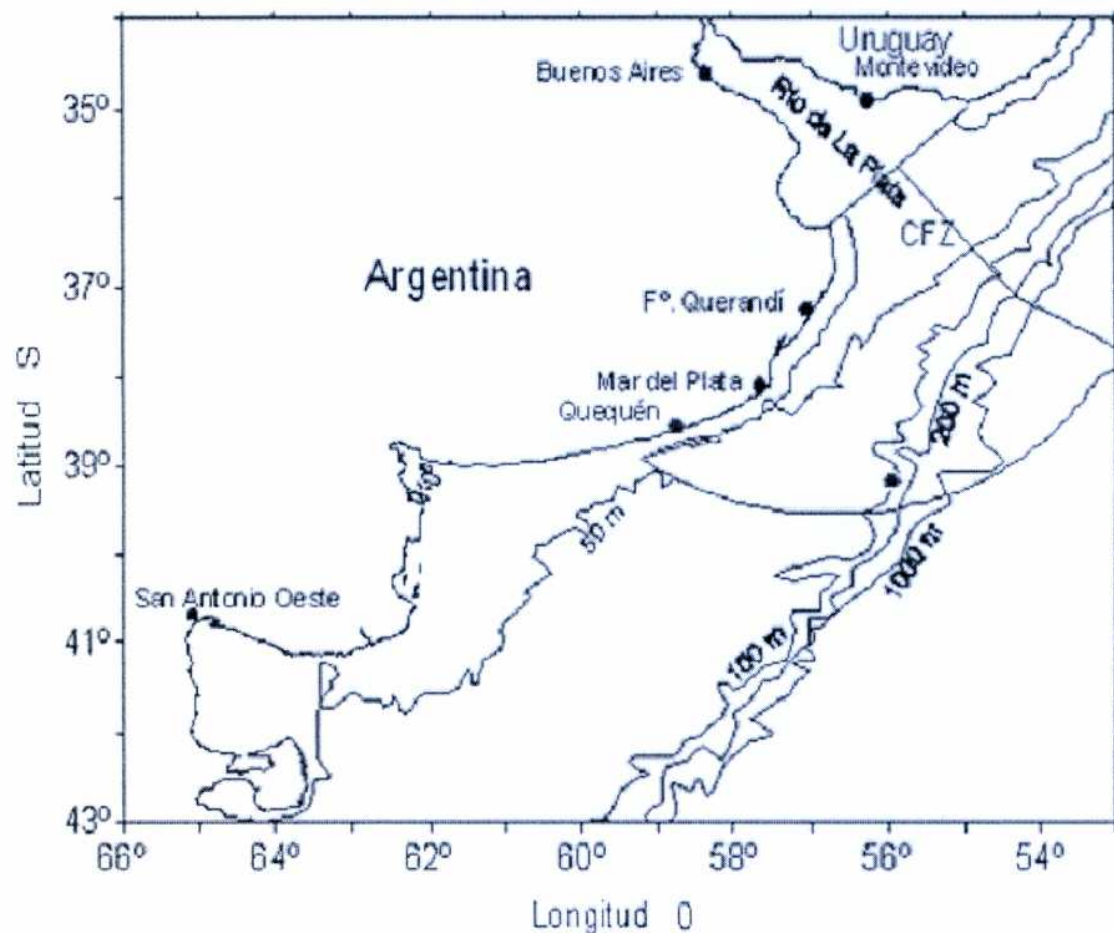 Uruguay
Montevideo
Buenos Aires
Río de La Plata
CFZ
Argentina
Fº. Querandí
Mar del Plata
Quequén
200 m
50 m
1000 m
San Antonio Oeste
100 m
35º
37º
39º
41º
43º
Latitud S
66º 64º 62º 60º 58º 56º 54º
Longitud O